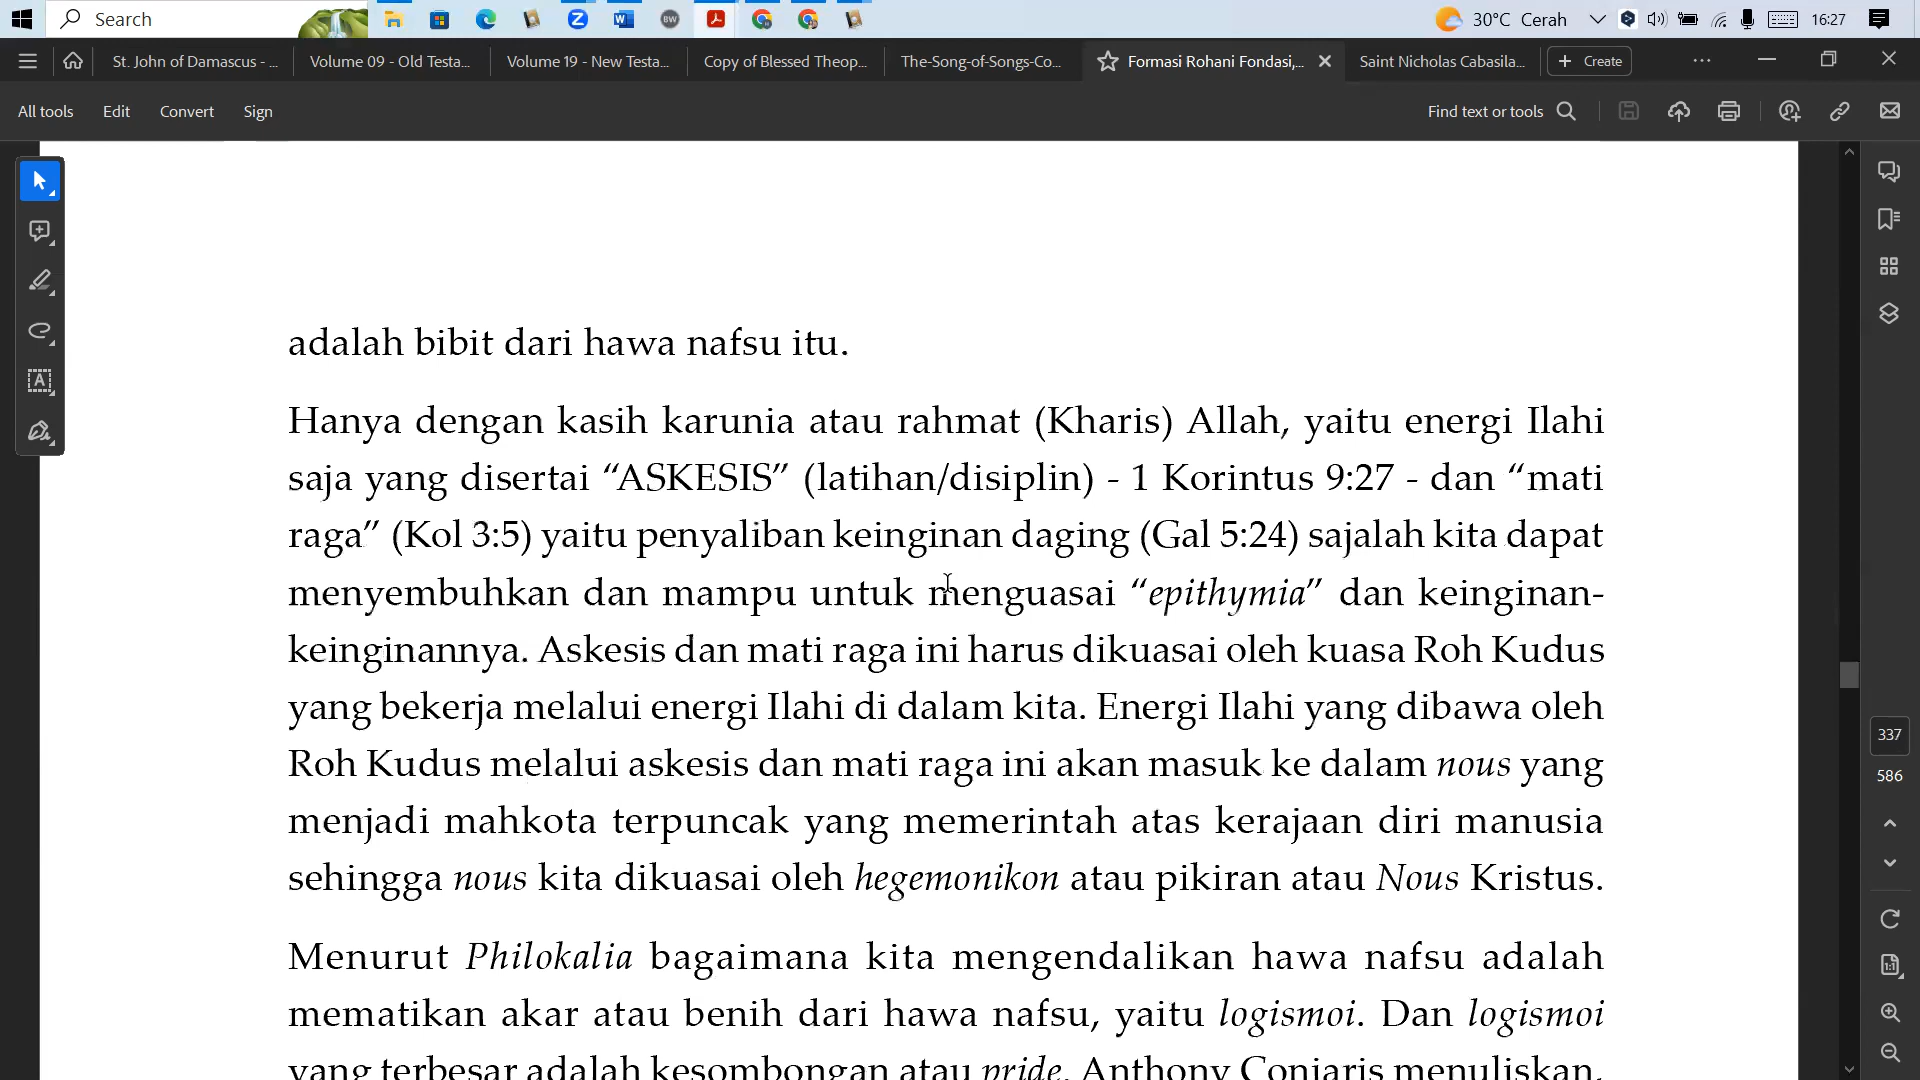 Search
30°C Cerah
16:27
St. John of Damascus - ...
Volume 09 - Old Testa...
Volume 19 - New Testa...
Copy of Blessed Theop...
The-Song-of-Songs-Co...
Formasi Rohani Fondasi,...
Saint Nicholas Cabasila...
Create
All tools
Edit
Convert
Sign
Find text or tools
adalah bibit dari hawa nafsu itu.
Hanya dengan kasih karunia atau rahmat (Kharis) Allah, yaitu energi Ilahi
saja yang disertai “ASKESIS” (latihan/disiplin) - 1 Korintus 9:27 - dan “mati
raga” (Kol 3:5) yaitu penyaliban keinginan daging (Gal 5:24) sajalah kita dapat
menyembuhkan dan mampu untuk menguasai “epithymia” dan keinginan-
keinginannya. Askesis dan mati raga ini harus dikuasai oleh kuasa Roh Kudus
yang bekerja melalui energi Ilahi di dalam kita. Energi Ilahi yang dibawa oleh
Roh Kudus melalui askesis dan mati raga ini akan masuk ke dalam nous yang
menjadi mahkota terpuncak yang memerintah atas kerajaan diri manusia
sehingga nous kita dikuasai oleh hegemonikon atau pikiran atau Nous Kristus.
Menurut Philokalia bagaimana kita mengendalikan hawa nafsu adalah
mematikan akar atau benih dari hawa nafsu, yaitu logismoi. Dan logismoi
yang terbesar adalah kesombongan atau pride. Anthony Coniaris menuliskan,
337
586